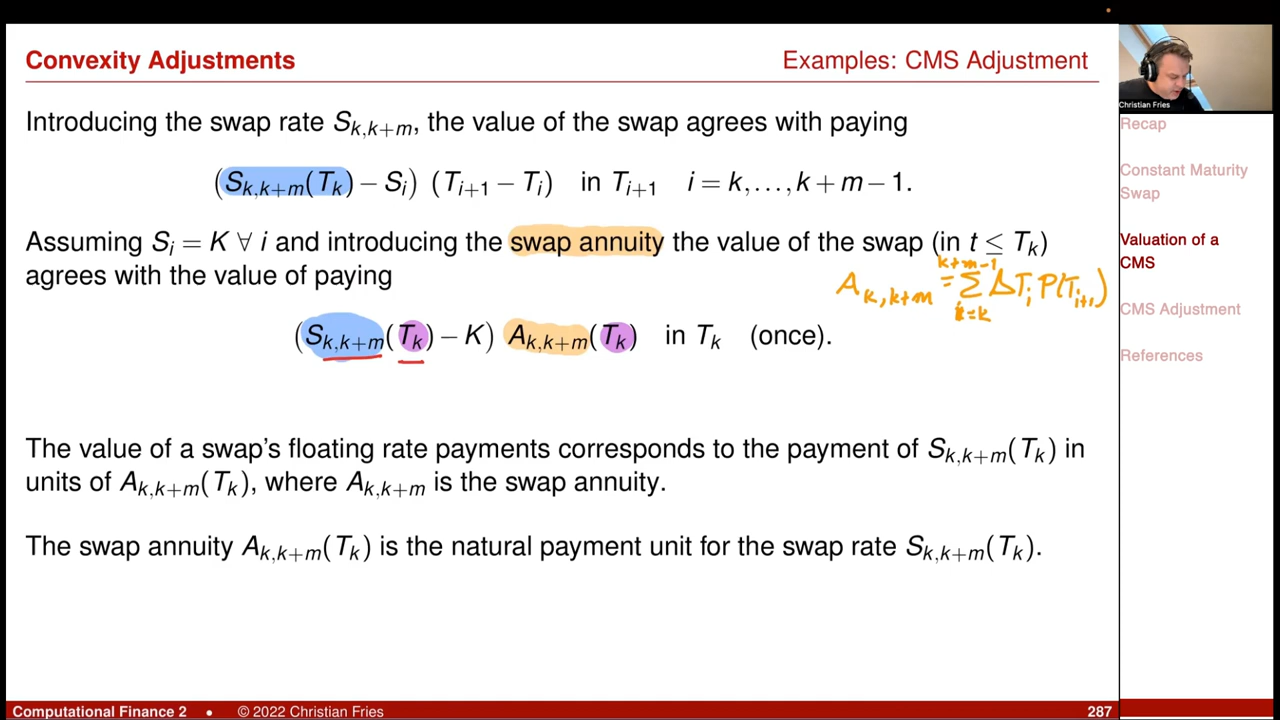 Convexity Adjustments
Examples: CMS Adjustment
Introducing the swap rate S_{k,k+m}, the value of the swap agrees with paying
(S_{k,k+m}(T_k) − S_i) (T_{i+1} − T_i) in T_{i+1} i = k,…,k + m − 1.
Assuming S_i = K ∀ i and introducing the swap annuity the value of the swap (in t ≤ T_k)
agrees with the value of paying
A_{k,k+m} = ∑_{i=k}^{k+m−1} ΔT_i P(T_{i+1})
(S_{k,k+m}(T_k) − K) A_{k,k+m}(T_k) in T_k (once).
The value of a swap's floating rate payments corresponds to the payment of S_{k,k+m}(T_k) in
units of A_{k,k+m}(T_k), where A_{k,k+m} is the swap annuity.
The swap annuity A_{k,k+m}(T_k) is the natural payment unit for the swap rate S_{k,k+m}(T_k).
Christian Fries
Recap
Constant Maturity
Swap
Valuation of a
CMS
CMS Adjustment
References
Computational Finance 2 • © 2022 Christian Fries
287